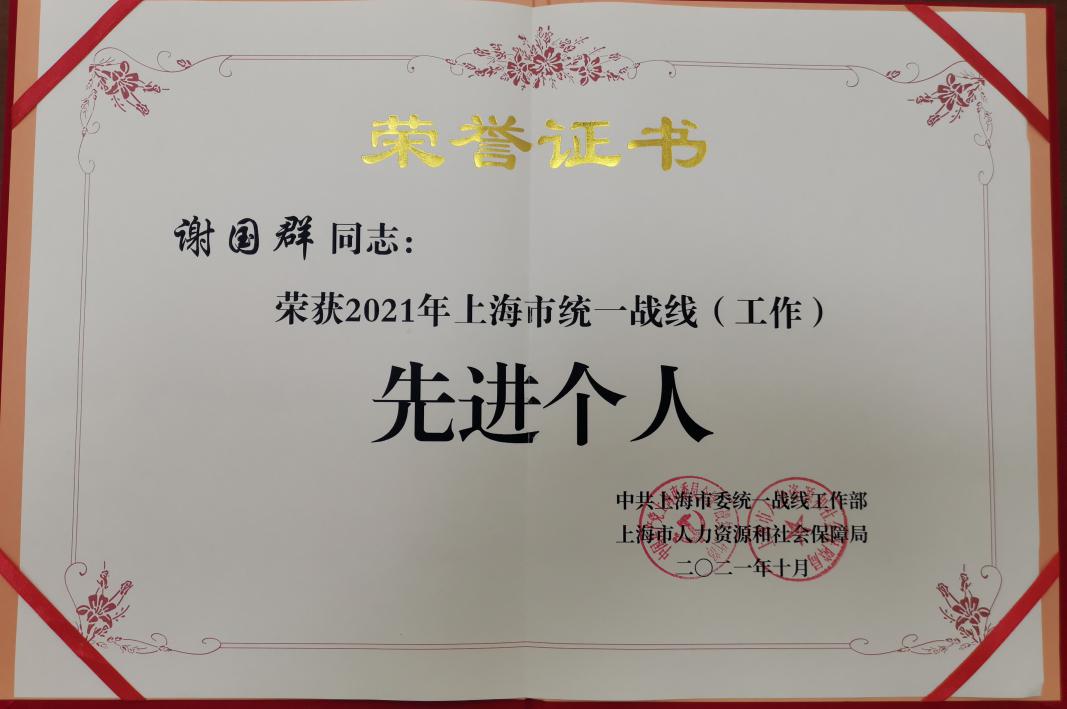 荣誉证书
谢国群同志：
荣获2021年上海市统一战线（工作）
先进个人
中共上海市委统一战线工作部
上海市人力资源和社会保障局
二〇二一年十月